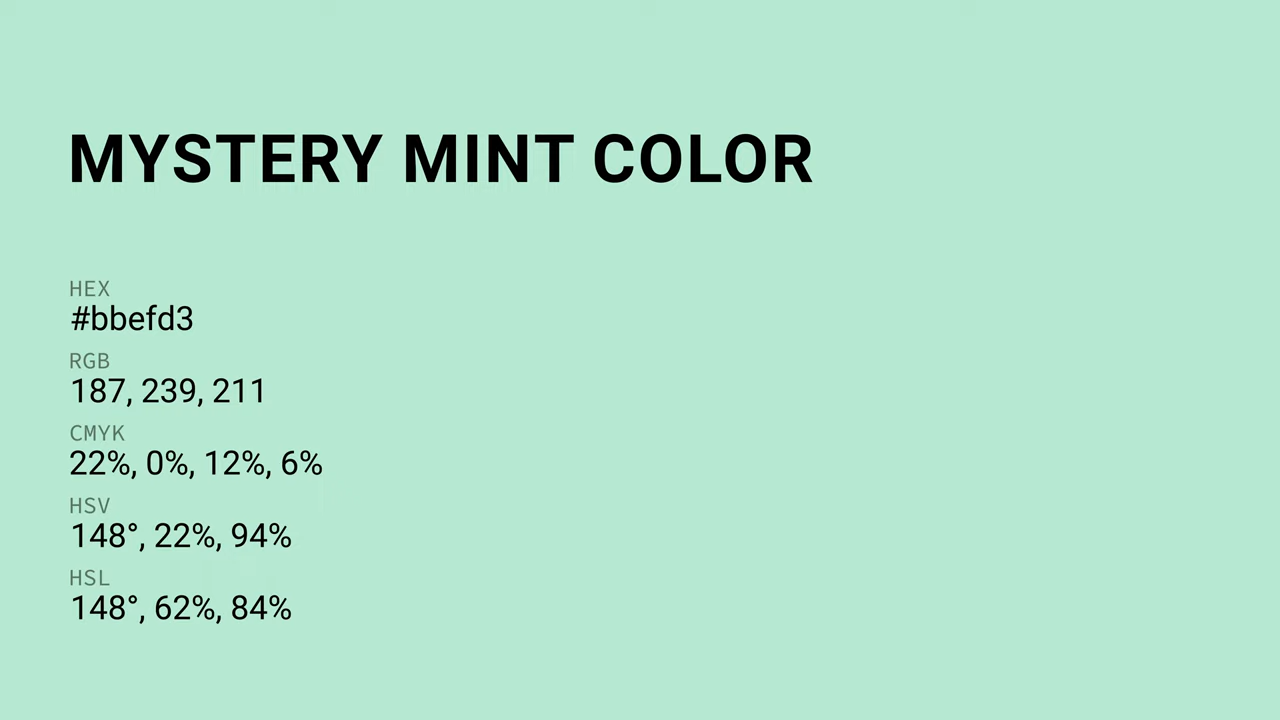 MYSTERY MINT COLOR
HEX
#bbefd3
RGB
187, 239, 211
CMYK
22%, 0%, 12%, 6%
HSV
148°, 22%, 94%
HSL
148°, 62%, 84%